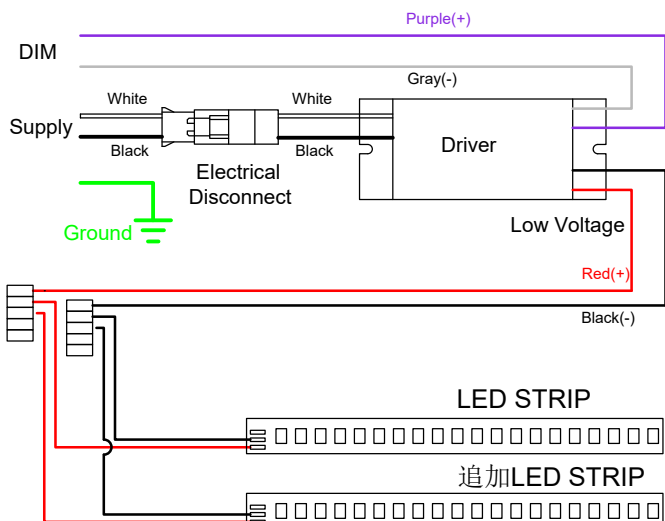 Purple(+)
DIM
Gray(-)
White
White
Supply
Black
Black
Driver
Electrical
Disconnect
Low Voltage
Ground
Red(+)
Black(-)
LED STRIP
追加LED STRIP